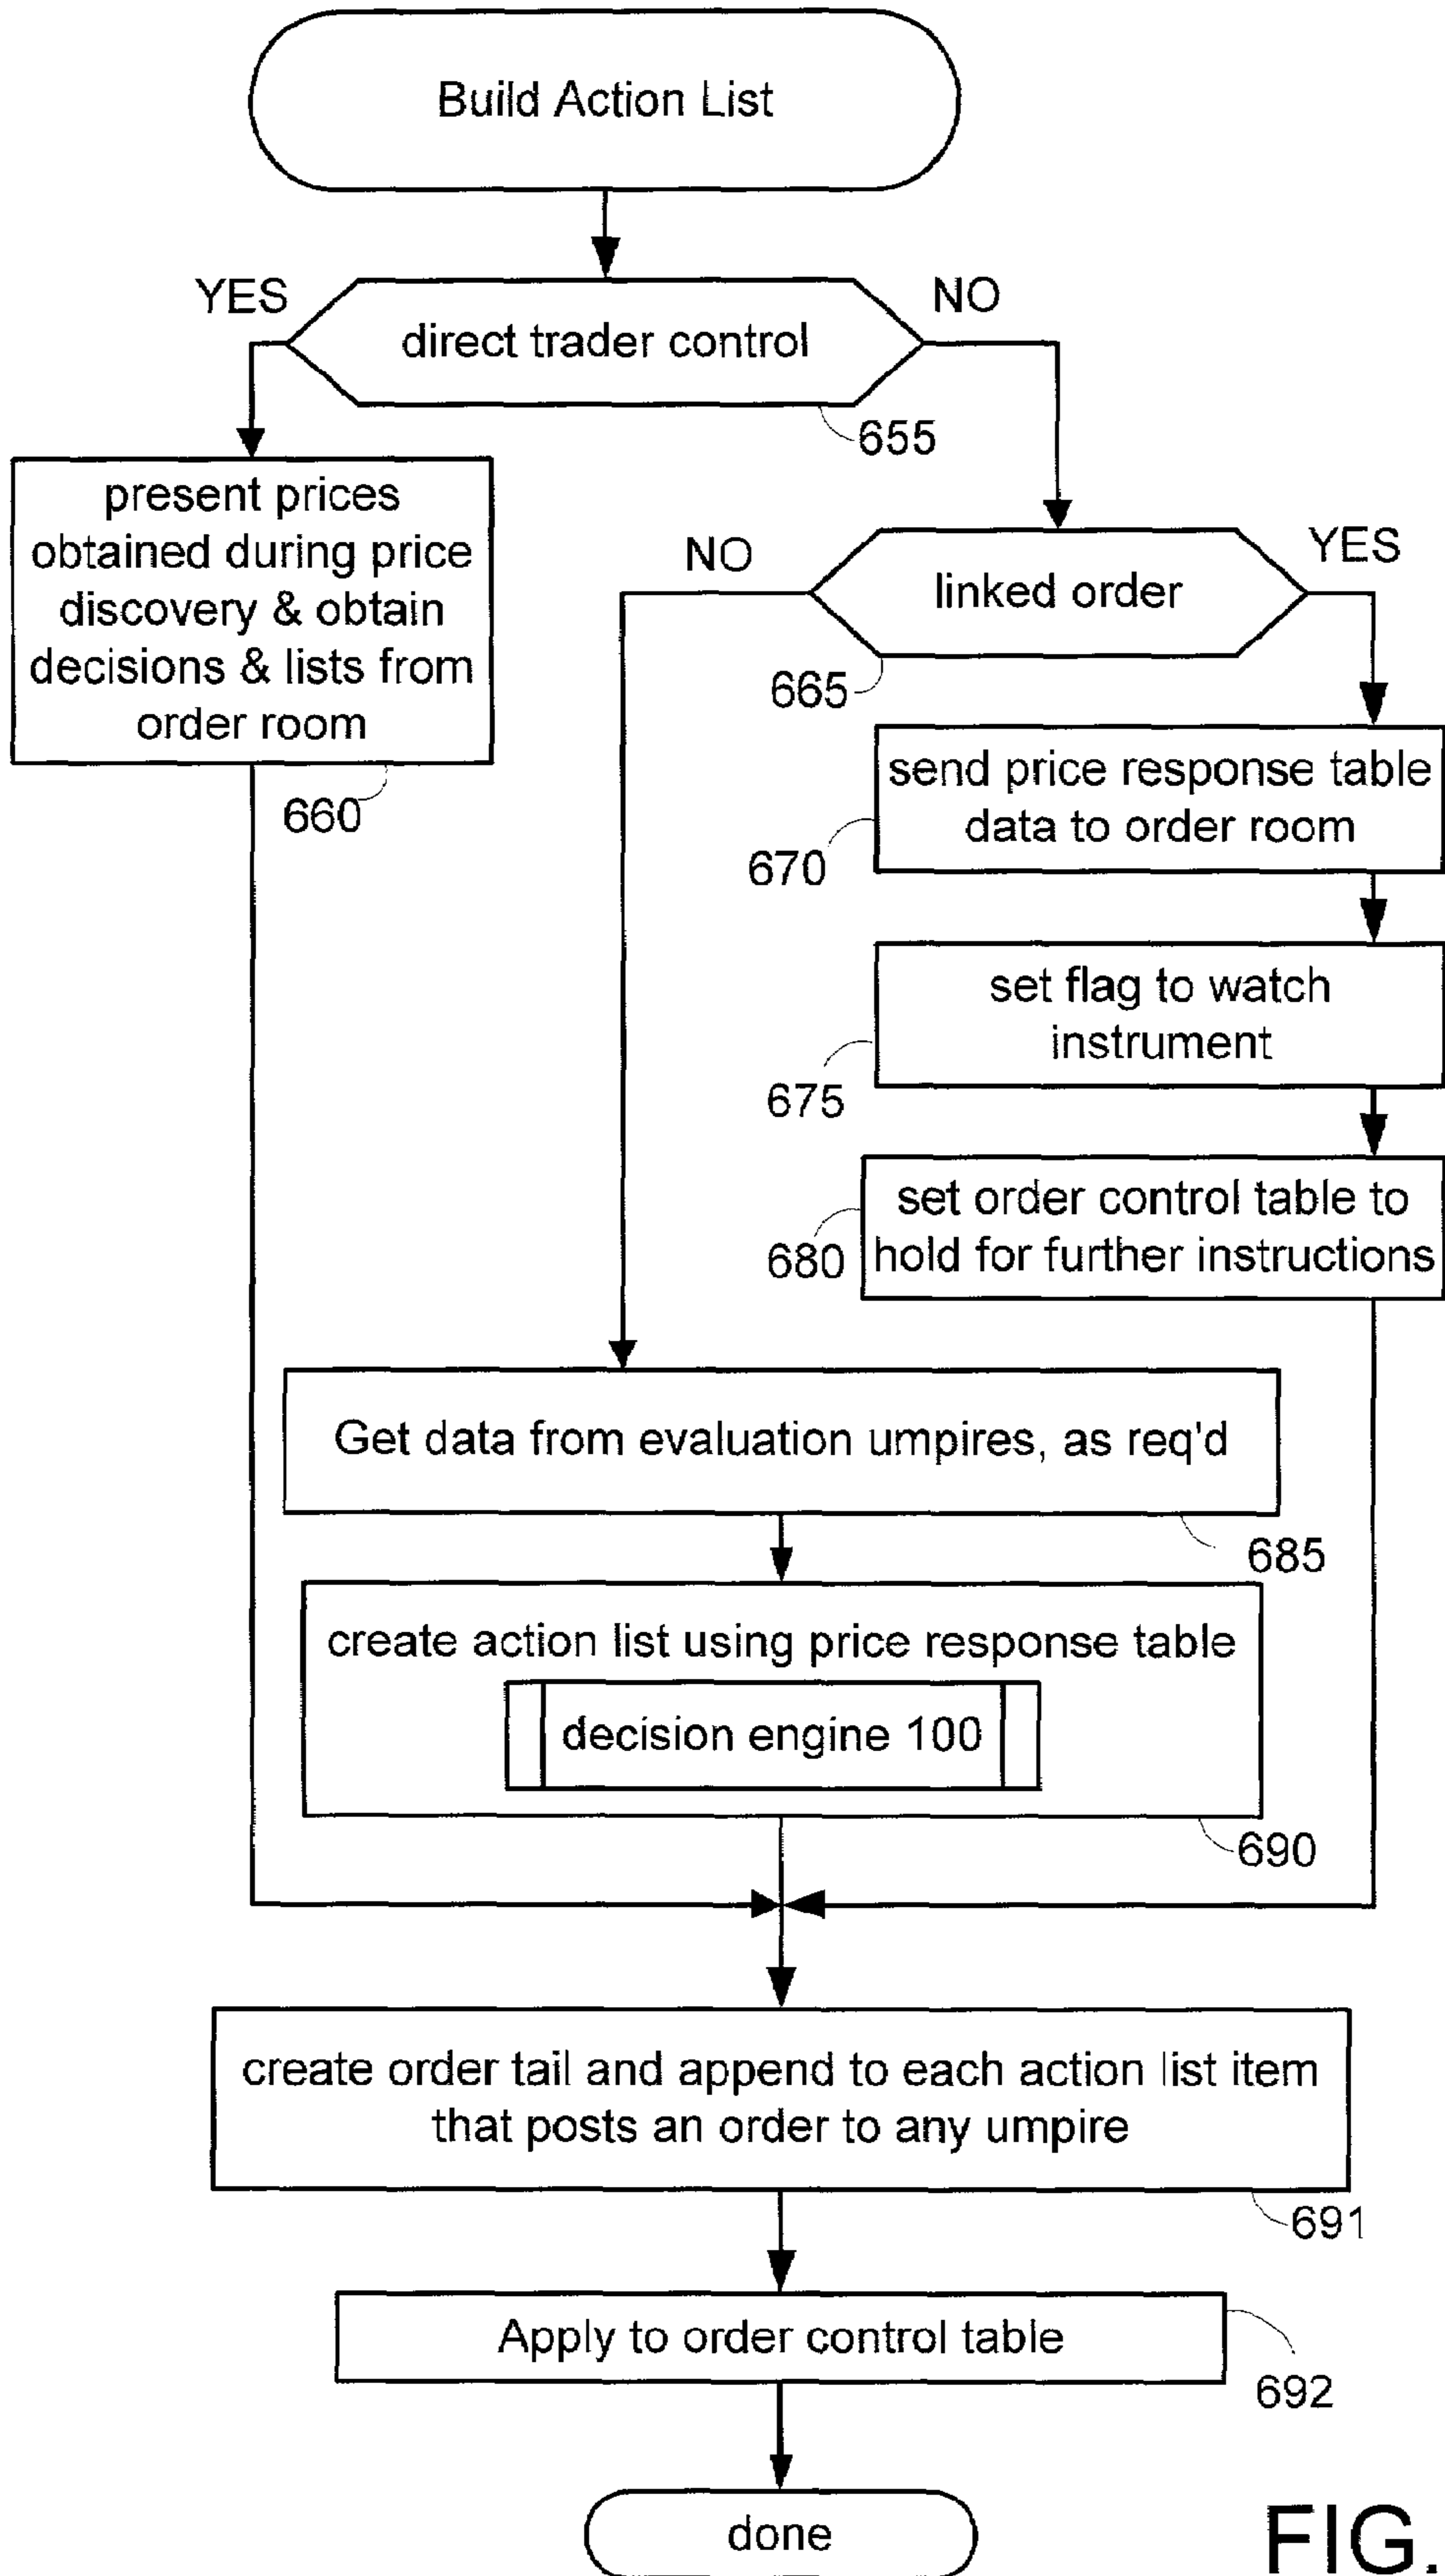 Build Action List
YES
NO
direct trader control
655
present prices
obtained during price
discovery & obtain
decisions & lists from
order room
660
NO
YES
linked order
665
send price response table
data to order room
670
set flag to watch
instrument
675
set order control table to
hold for further instructions
680
Get data from evaluation umpires, as req'd
685
create action list using price response table
decision engine 100
690
create order tail and append to each action list item
that posts an order to any umpire
691
Apply to order control table
692
done
FIG.